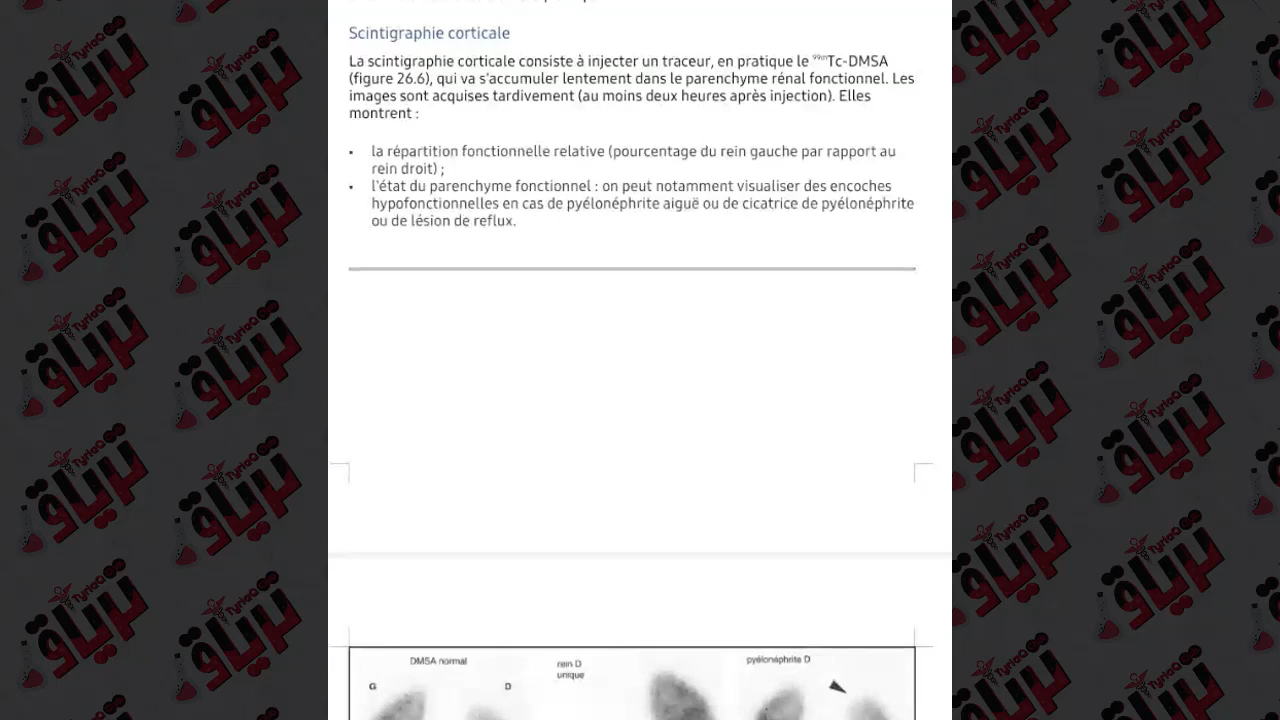 Scintigraphie corticale
La scintigraphie corticale consiste à injecter un traceur, en pratique le ⁹⁹ᵐTc-DMSA
(figure 26.6), qui va s'accumuler lentement dans le parenchyme rénal fonctionnel. Les
images sont acquises tardivement (au moins deux heures après injection). Elles
montrent :
▪ la répartition fonctionnelle relative (pourcentage du rein gauche par rapport au
rein droit) ;
▪ l'état du parenchyme fonctionnel : on peut notamment visualiser des encoches
hypofonctionnelles en cas de pyélonéphrite aiguë ou de cicatrice de pyélonéphrite
ou de lésion de reflux.
DMSA normal
rein D
unique
pyélonéphrite D
G
D
TyriaQ
ترياق